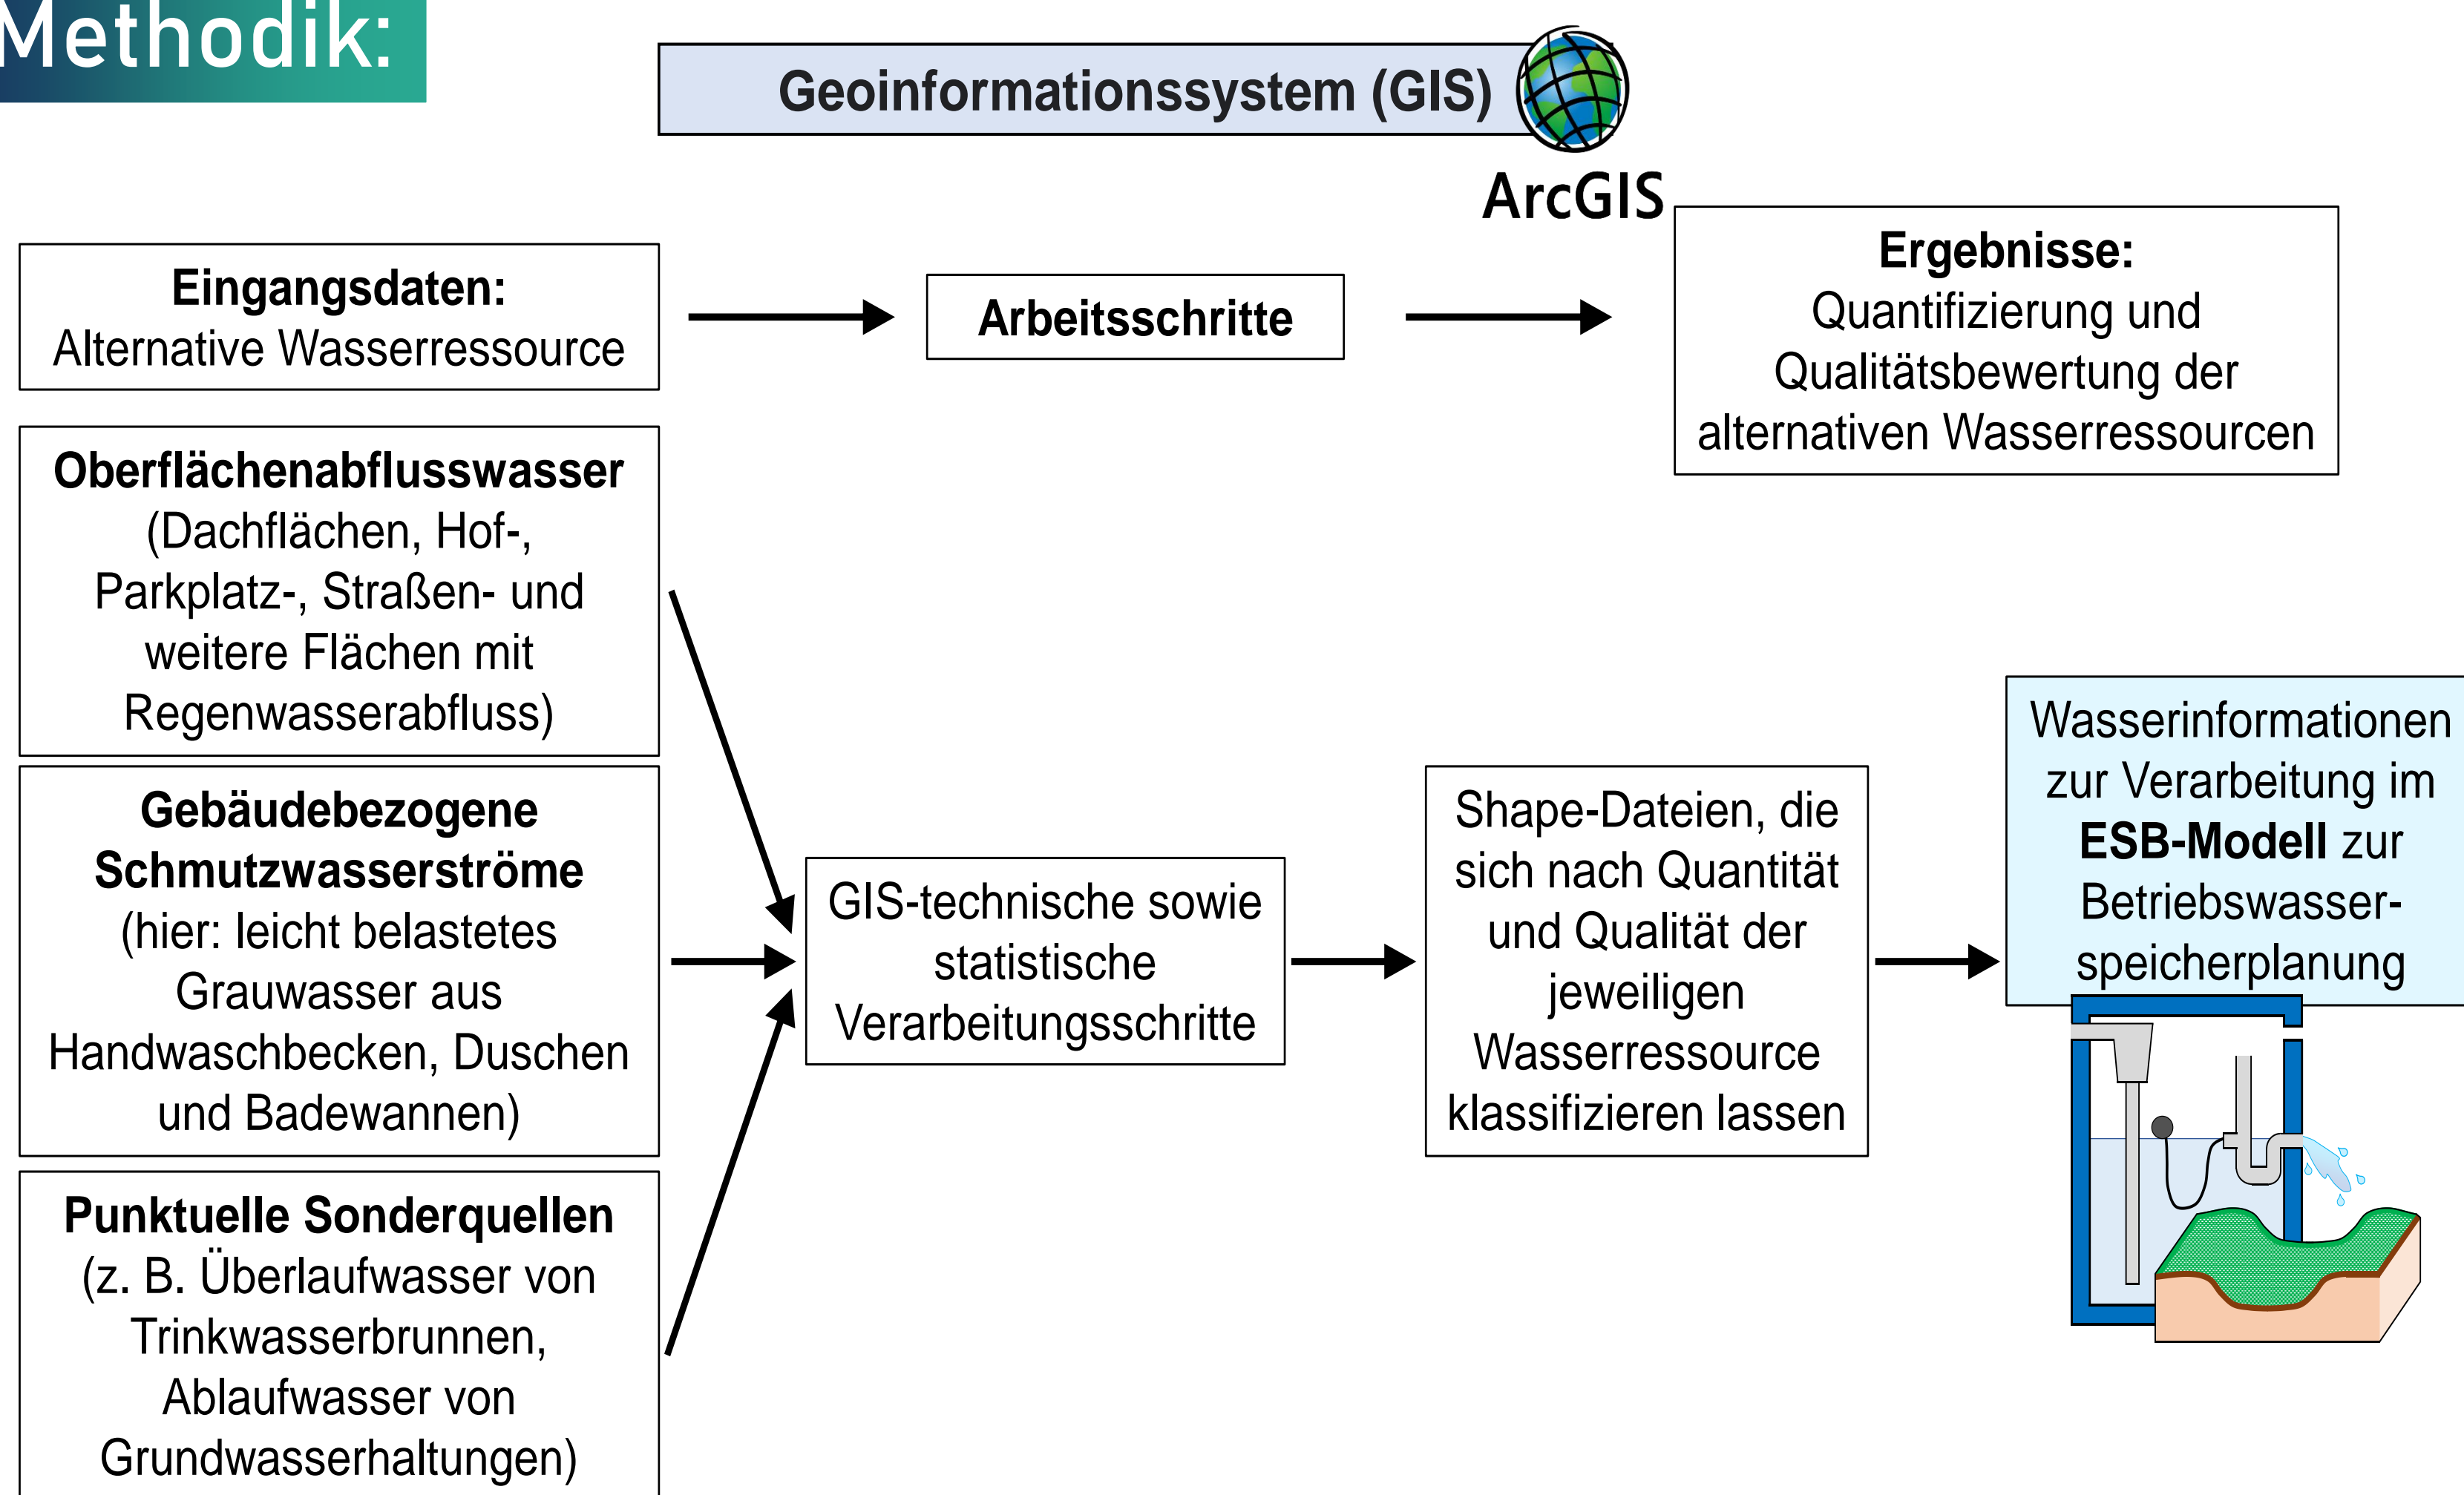 Methodik:
Geoinformationssystem (GIS)
ArcGIS
Eingangsdaten:
Alternative Wasserressource
Arbeitsschritte
Ergebnisse:
Quantifizierung und
Qualitätsbewertung der
alternativen Wasserressourcen
Oberflächenabflusswasser
(Dachflächen, Hof-,
Parkplatz-, Straßen- und
weitere Flächen mit
Regenwasserabfluss)
Gebäudebezogene
Schmutzwasserströme
(hier: leicht belastetes
Grauwasser aus
Handwaschbecken, Duschen
und Badewannen)
Punktuelle Sonderquellen
(z. B. Überlaufwasser von
Trinkwasserbrunnen,
Ablaufwasser von
Grundwasserhaltungen)
GIS-technische sowie
statistische
Verarbeitungsschritte
Shape-Dateien, die
sich nach Quantität
und Qualität der
jeweiligen
Wasserressource
klassifizieren lassen
Wasserinformationen
zur Verarbeitung im
ESB-Modell zur
Betriebswasser-
speicherplanung